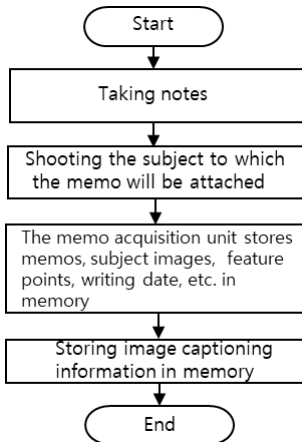 Start
Taking notes
Shooting the subject to which
the memo will be attached
The memo acquisition unit stores
memos, subject images, feature
points, writing date, etc. in
memory
Storing image captioning
information in memory
End